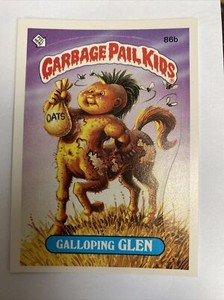 86b
GARBAGE PAIL KIDS
OATS
GALLOPING GLEN